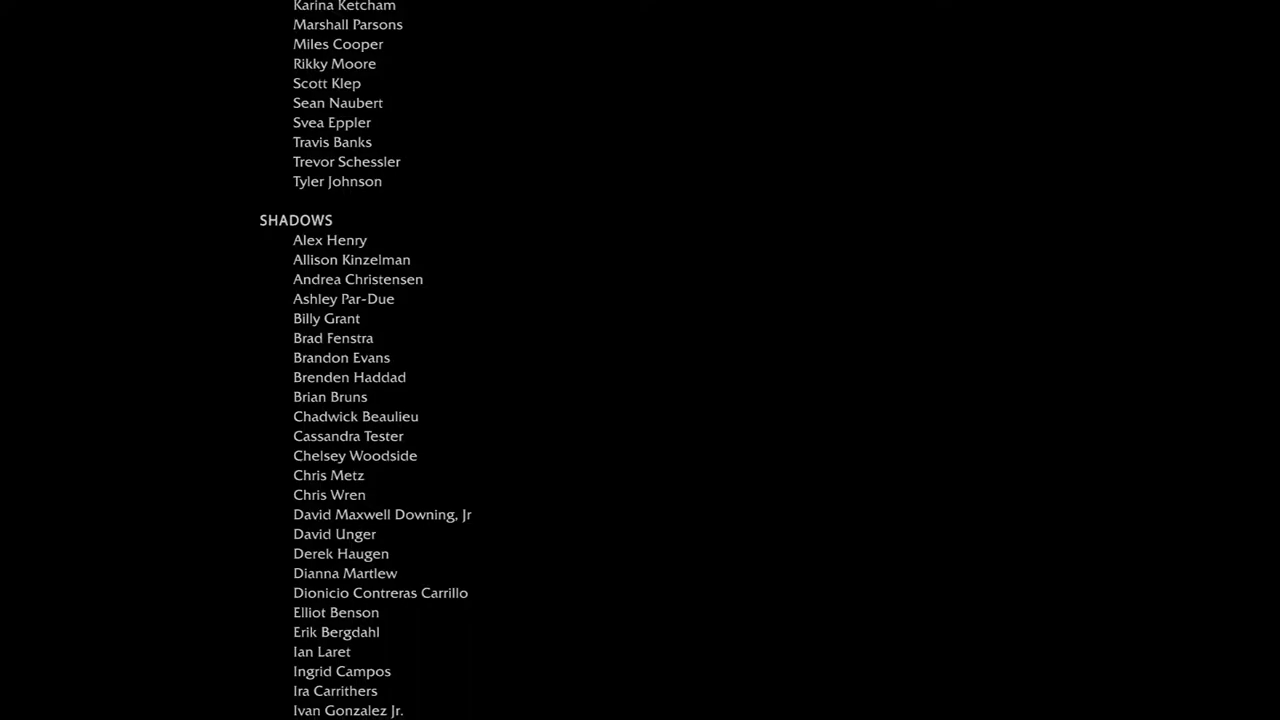 Karina Ketcham
Marshall Parsons
Miles Cooper
Rikky Moore
Scott Klep
Sean Naubert
Svea Eppler
Travis Banks
Trevor Schessler
Tyler Johnson
SHADOWS
Alex Henry
Allison Kinzelman
Andrea Christensen
Ashley Par-Due
Billy Grant
Brad Fenstra
Brandon Evans
Brenden Haddad
Brian Bruns
Chadwick Beaulieu
Cassandra Tester
Chelsey Woodside
Chris Metz
Chris Wren
David Maxwell Downing, Jr
David Unger
Derek Haugen
Dianna Martlew
Dionicio Contreras Carrillo
Elliot Benson
Erik Bergdahl
Ian Laret
Ingrid Campos
Ira Carrithers
Ivan Gonzalez Jr.